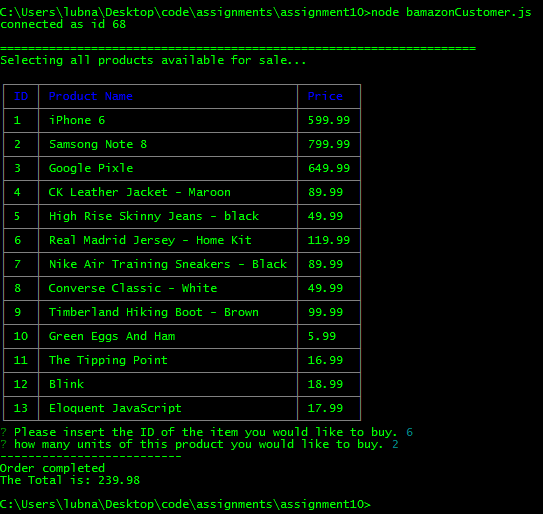 C:\Users\lubna\Desktop\code\assignments\assignment10>node bamazonCustomer.js
connected as id 68
====================================================================
Selecting all products available for sale...
ID Product Name Price
1 iPhone 6 599.99
2 Samsong Note 8 799.99
3 Google Pixle 649.99
4 CK Leather Jacket - Maroon 89.99
5 High Rise Skinny Jeans - black 49.99
6 Real Madrid Jersey - Home Kit 119.99
7 Nike Air Training Sneakers - Black 89.99
8 Converse Classic - White 49.99
9 Timberland Hiking Boot - Brown 99.99
10 Green Eggs And Ham 5.99
11 The Tipping Point 16.99
12 Blink 18.99
13 Eloquent JavaScript 17.99
? Please insert the ID of the item you would like to buy. 6
? how many units of this product you would like to buy. 2
--------------------------
Order completed
The Total is: 239.98
C:\Users\lubna\Desktop\code\assignments\assignment10>